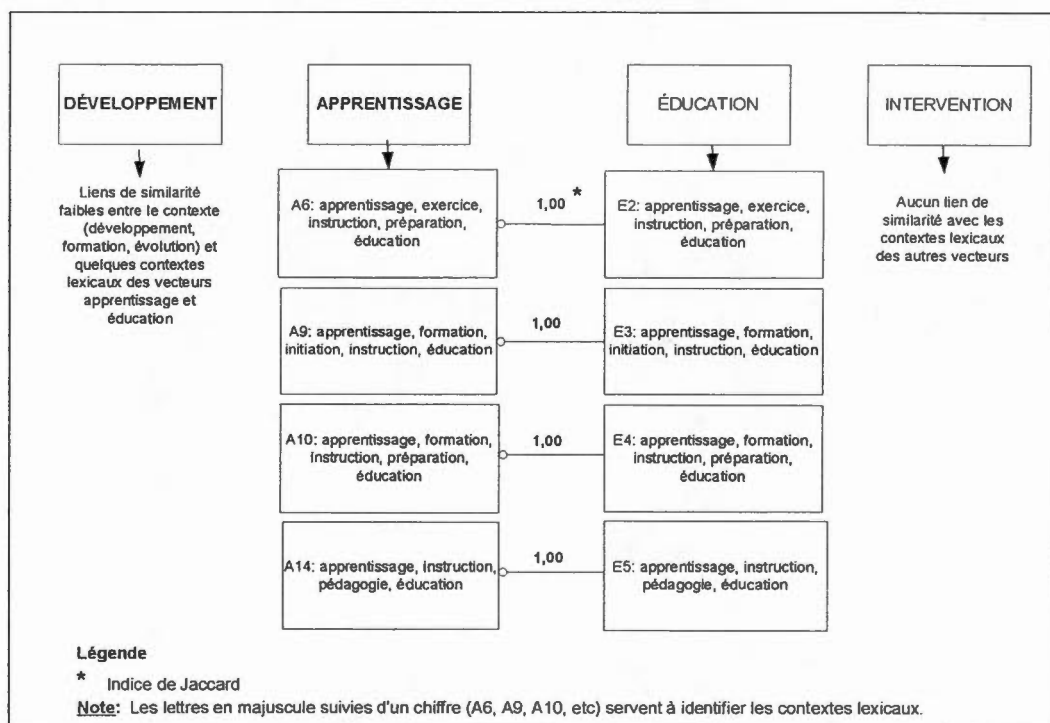 DÉVELOPPEMENT
APPRENTISSAGE
ÉDUCATION
INTERVENTION
Liens de similarité
faibles entre le contexte
(développement,
formation, évolution) et
quelques contextes
lexicaux des vecteurs
apprentissage et
éducation
A6: apprentissage, exercice,
instruction, préparation,
éducation
1,00 *
E2: apprentissage, exercice,
instruction, préparation,
éducation
Aucun lien de
similarité avec les
contextes lexicaux
des autres vecteurs
A9: apprentissage, formation,
initiation, instruction, éducation
1,00
E3: apprentissage, formation,
initiation, instruction, éducation
A10: apprentissage, formation,
instruction, préparation,
éducation
1,00
E4: apprentissage, formation,
instruction, préparation,
éducation
A14: apprentissage, instruction,
pédagogie, éducation
1,00
E5: apprentissage, instruction,
pédagogie, éducation
Légende
* Indice de Jaccard
Note: Les lettres en majuscule suivies d'un chiffre (A6, A9, A10, etc) servent à identifier les contextes lexicaux.